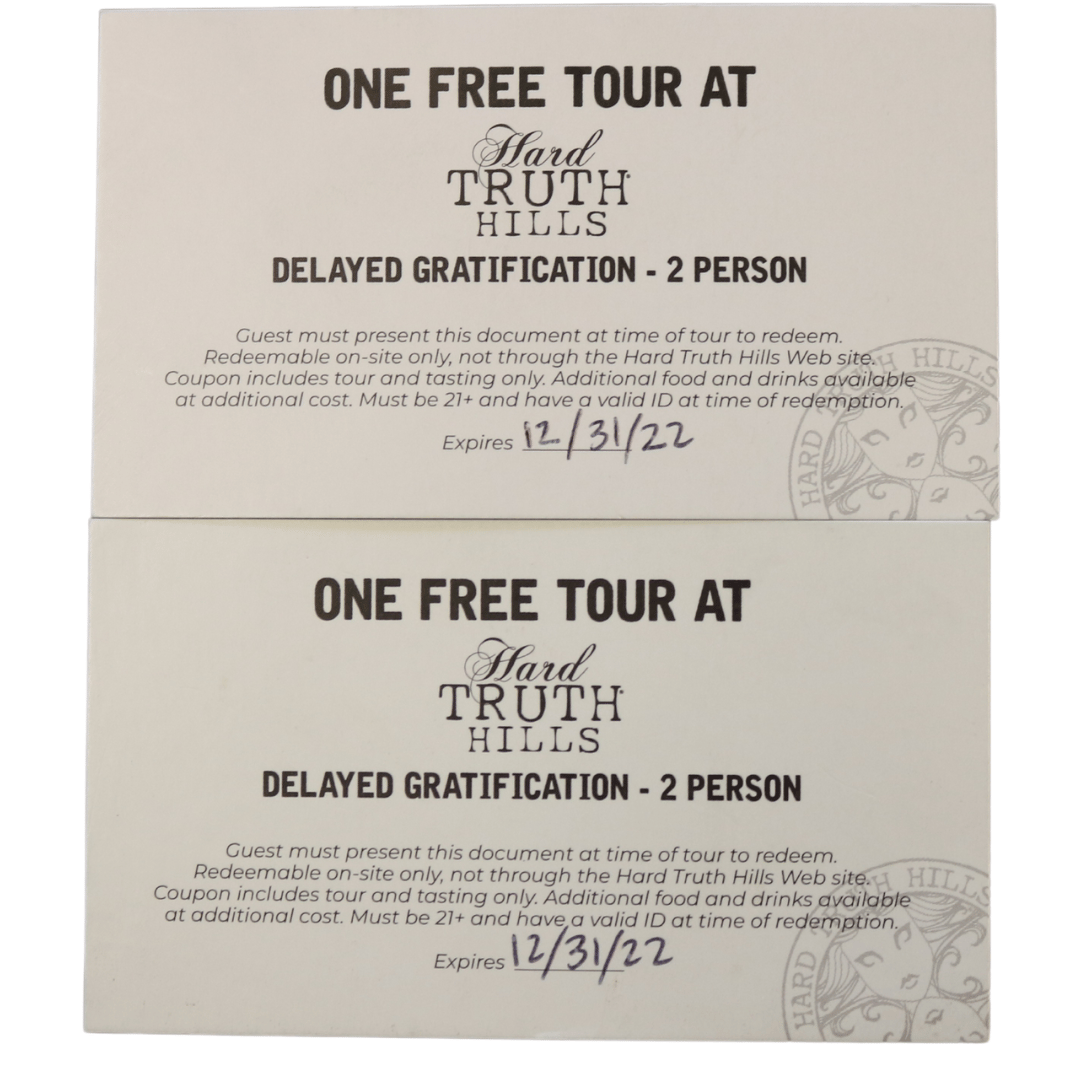 ONE FREE TOUR AT
Hard
TRUTH
HILLS
DELAYED GRATIFICATION - 2 PERSON
Guest must present this document at time of tour to redeem.
Redeemable on-site only, not through the Hard Truth Hills Web site.
Coupon includes tour and tasting only. Additional food and drinks available
at additional cost. Must be 21+ and have a valid ID at time of redemption.
Expires 12/31/22
HARD TRUTH HILLS
ONE FREE TOUR AT
Hard
TRUTH
HILLS
DELAYED GRATIFICATION - 2 PERSON
Guest must present this document at time of tour to redeem.
Redeemable on-site only, not through the Hard Truth Hills Web site.
Coupon includes tour and tasting only. Additional food and drinks available
at additional cost. Must be 21+ and have a valid ID at time of redemption.
Expires 12/31/22
HARD TRUTH HILLS